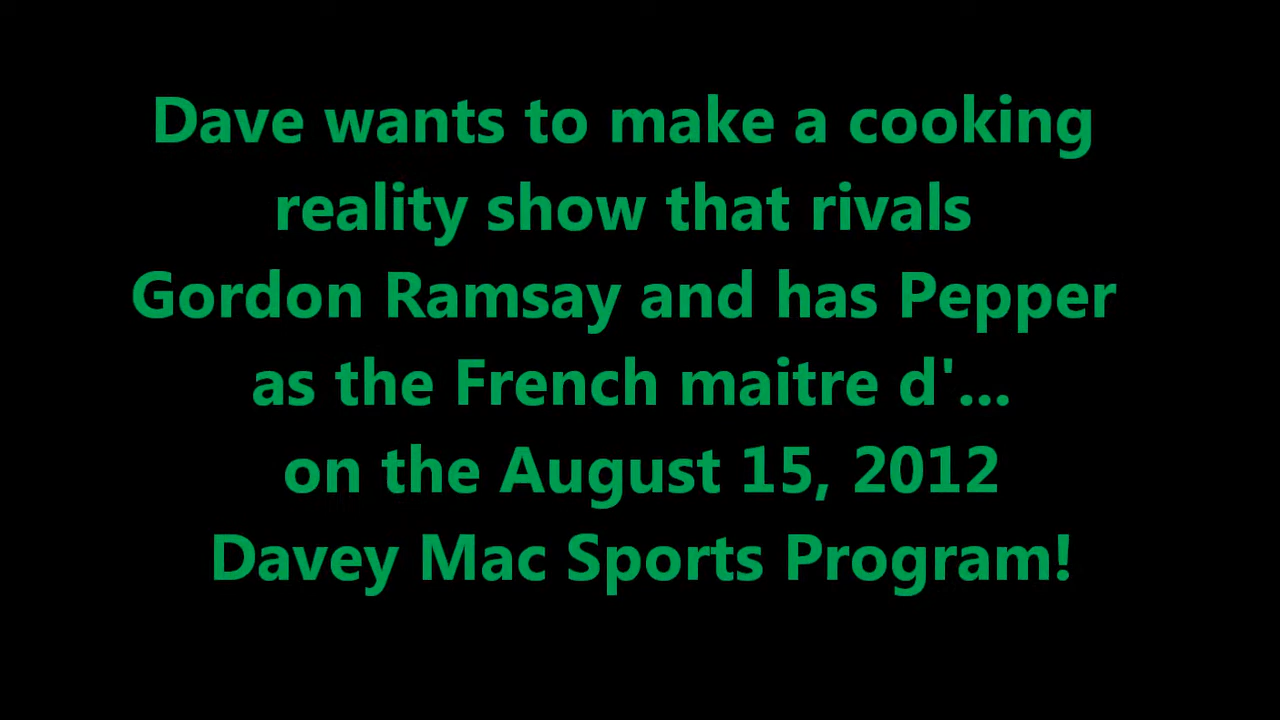 Dave wants to make a cooking
reality show that rivals
Gordon Ramsay and has Pepper
as the French maitre d'...
on the August 15, 2012
Davey Mac Sports Program!